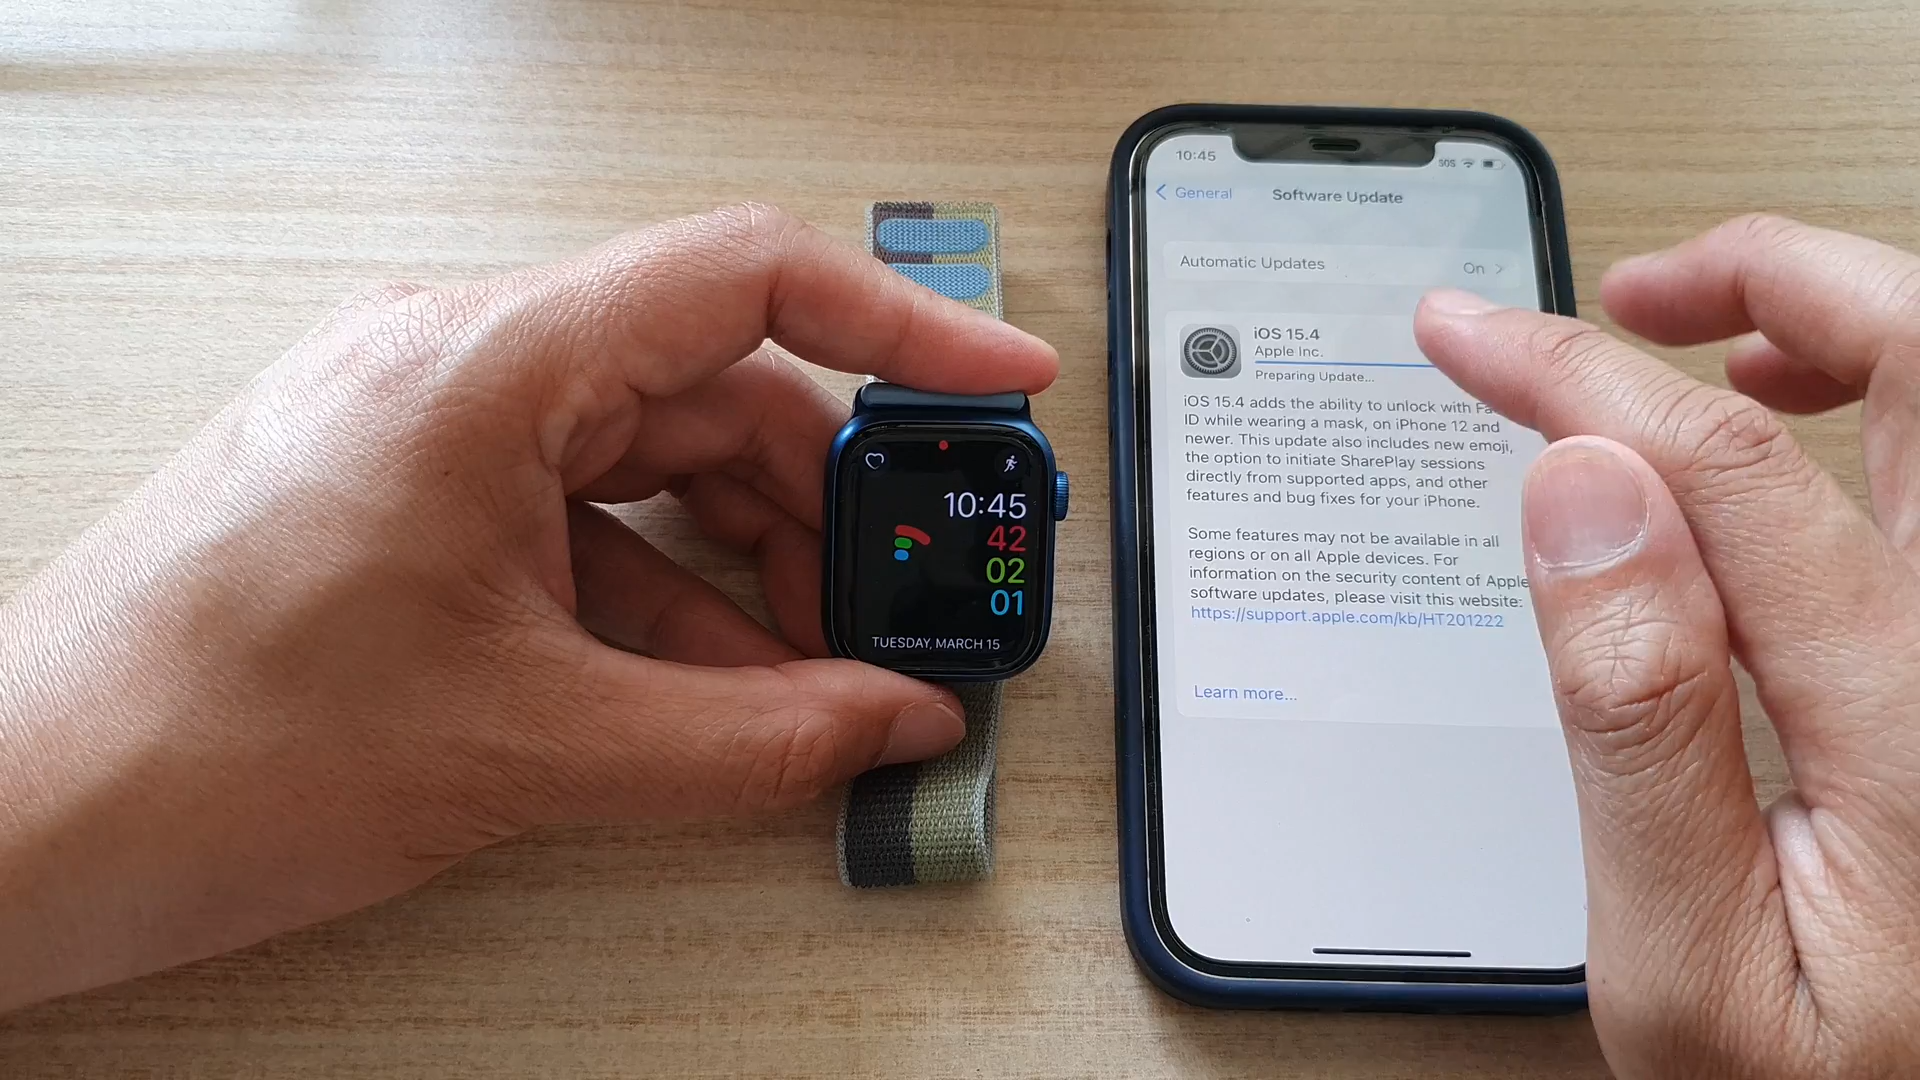 10:45
42
02
01
TUESDAY, MARCH 15
10:45
SOS
General
Software Update
Automatic Updates
On
iOS 15.4
Apple Inc.
Preparing Update...
iOS 15.4 adds the ability to unlock with
ID while wearing a mask, on iPhone 12 and
newer. This update also includes new emoji,
the option to initiate SharePlay sessions
directly from supported apps, and other
features and bug fixes for your iPhone.
Some features may not be available in all
regions or on all Apple devices. For
information on the security content of Apple
software updates, please visit this website:
https://support.apple.com/kb/HT201222
Learn more...